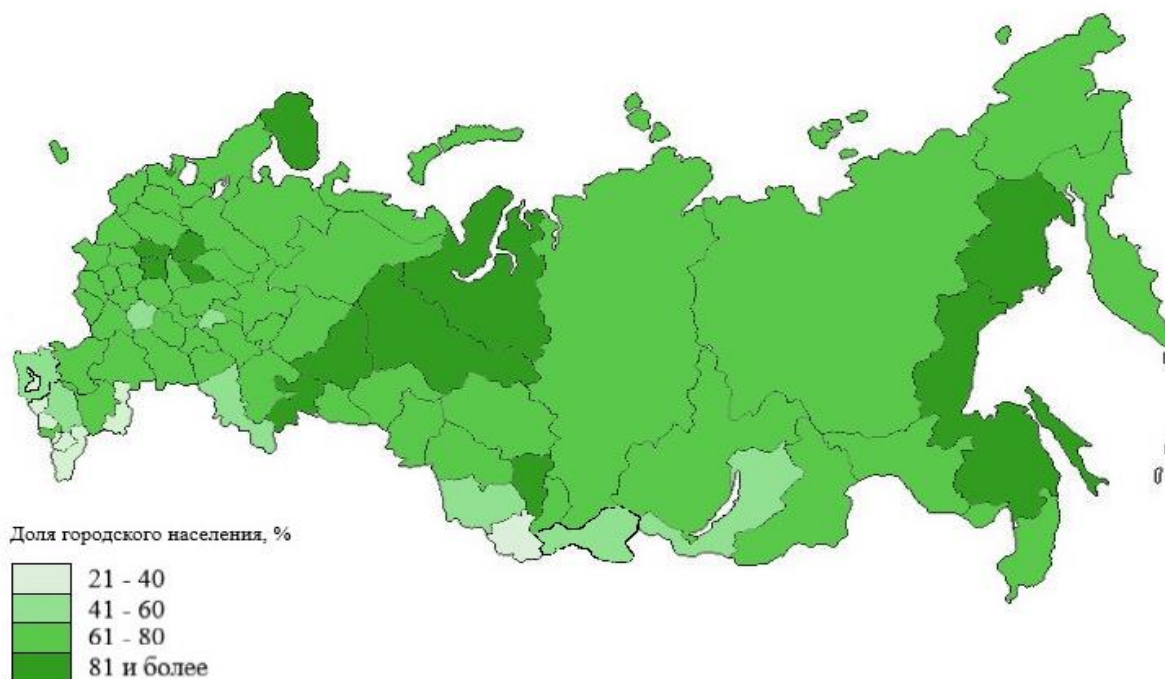 Доля городского населения, %
21 - 40
41 - 60
61 - 80
81 и более